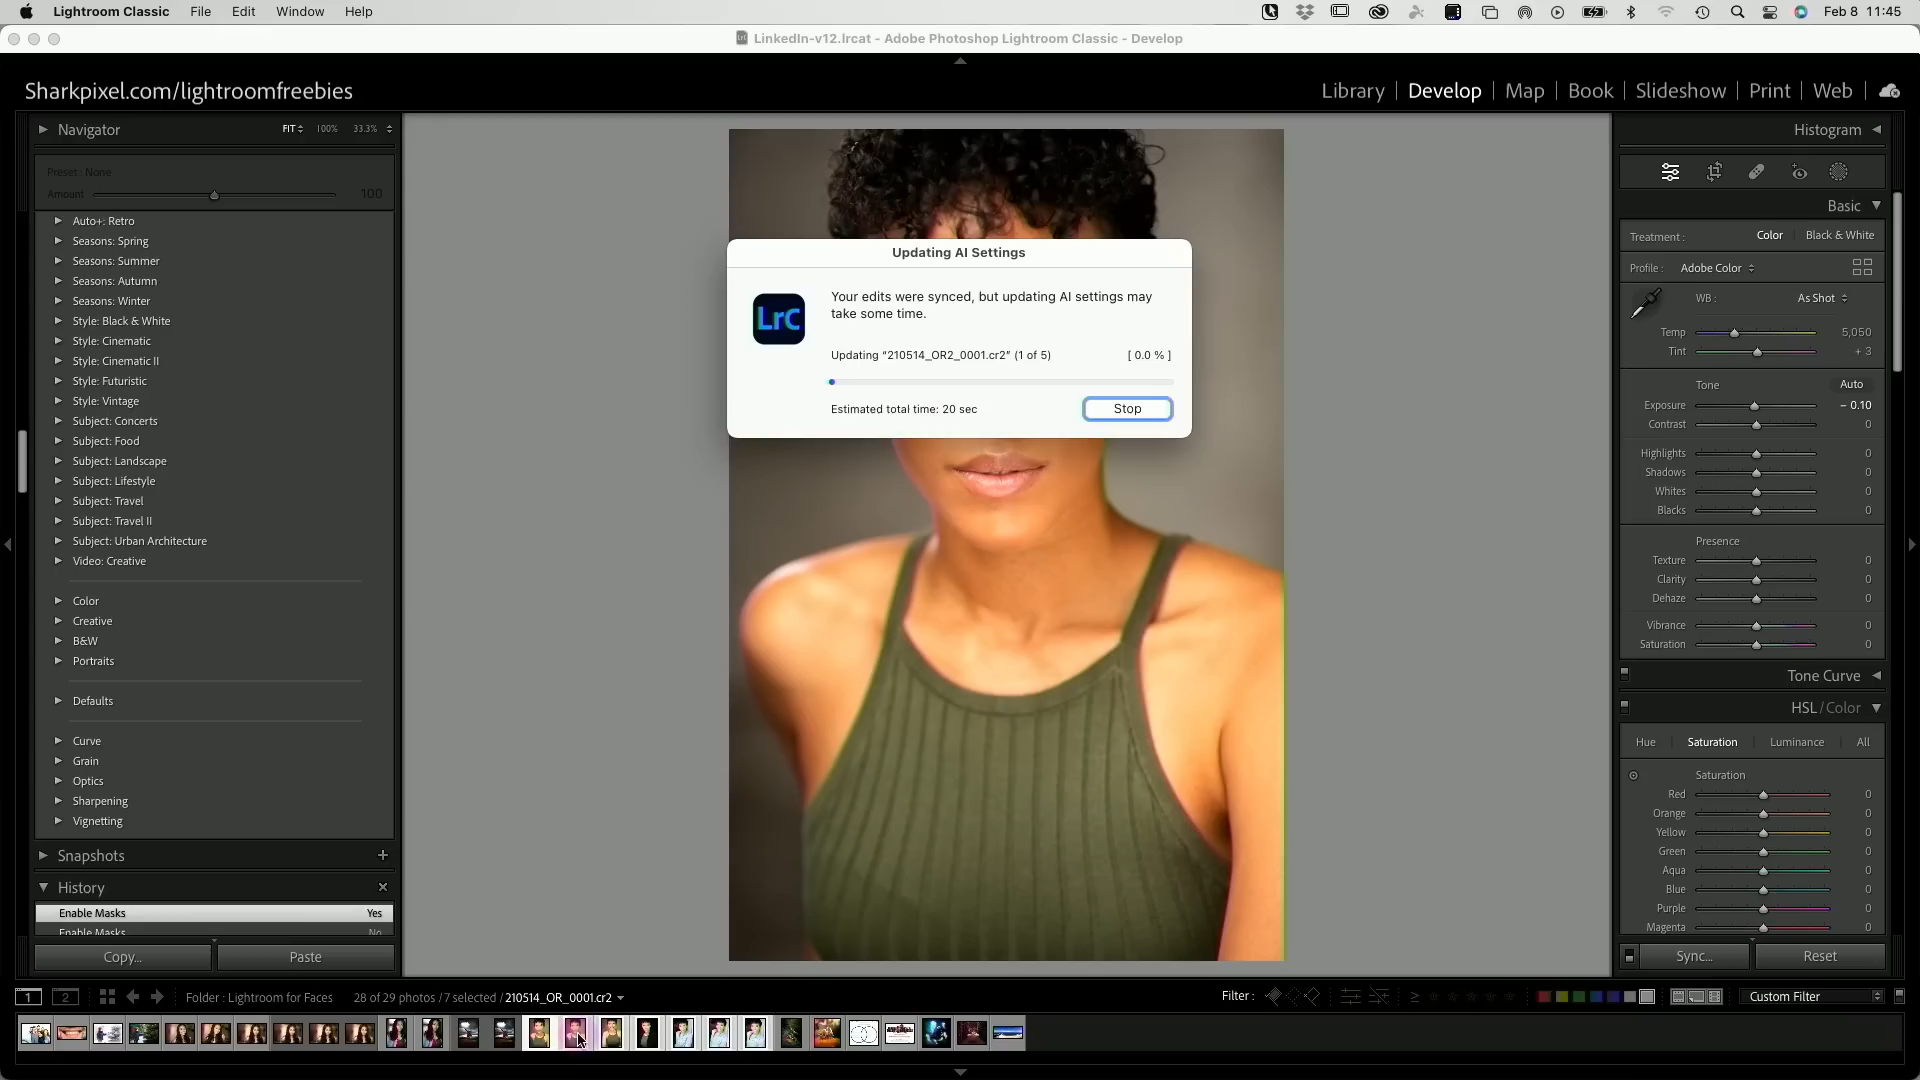 Lightroom Classic File Edit Window Help
Feb 8 11:45
LinkedIn-v12.lrcat - Adobe Photoshop Lightroom Classic - Develop
Sharkpixel.com/lightroomfreebies
Library | Develop | Map | Book | Slideshow | Print | Web
Navigator FIT 100% 33.3%
Preset : None
Amount 100
Auto+: Retro
Seasons: Spring
Seasons: Summer
Seasons: Autumn
Seasons: Winter
Style: Black & White
Style: Cinematic
Style: Cinematic II
Style: Futuristic
Style: Vintage
Subject: Concerts
Subject: Food
Subject: Landscape
Subject: Lifestyle
Subject: Travel
Subject: Travel II
Subject: Urban Architecture
Video: Creative
Color
Creative
B&W
Portraits
Defaults
Curve
Grain
Optics
Sharpening
Vignetting
Snapshots +
History
Enable Masks Yes
Enable Masks No
Copy... Paste
Updating AI Settings
LrC
Your edits were synced, but updating AI settings may
take some time.
Updating “210514_OR2_0001.cr2” (1 of 5) [ 0.0 % ]
Estimated total time: 20 sec Stop
Histogram
Basic
Treatment : Color Black & White
Profile : Adobe Color
WB : As Shot
Temp 5,050
Tint + 3
Tone Auto
Exposure – 0.10
Contrast 0
Highlights 0
Shadows 0
Whites 0
Blacks 0
Presence
Texture 0
Clarity 0
Dehaze 0
Vibrance 0
Saturation 0
Tone Curve
HSL / Color
Hue Saturation Luminance All
Saturation
Red 0
Orange 0
Yellow 0
Green 0
Aqua 0
Blue 0
Purple 0
Magenta 0
Sync... Reset
1 2 Folder : Lightroom for Faces 28 of 29 photos / 7 selected / 210514_OR_0001.cr2
Filter : ≥ Custom Filter